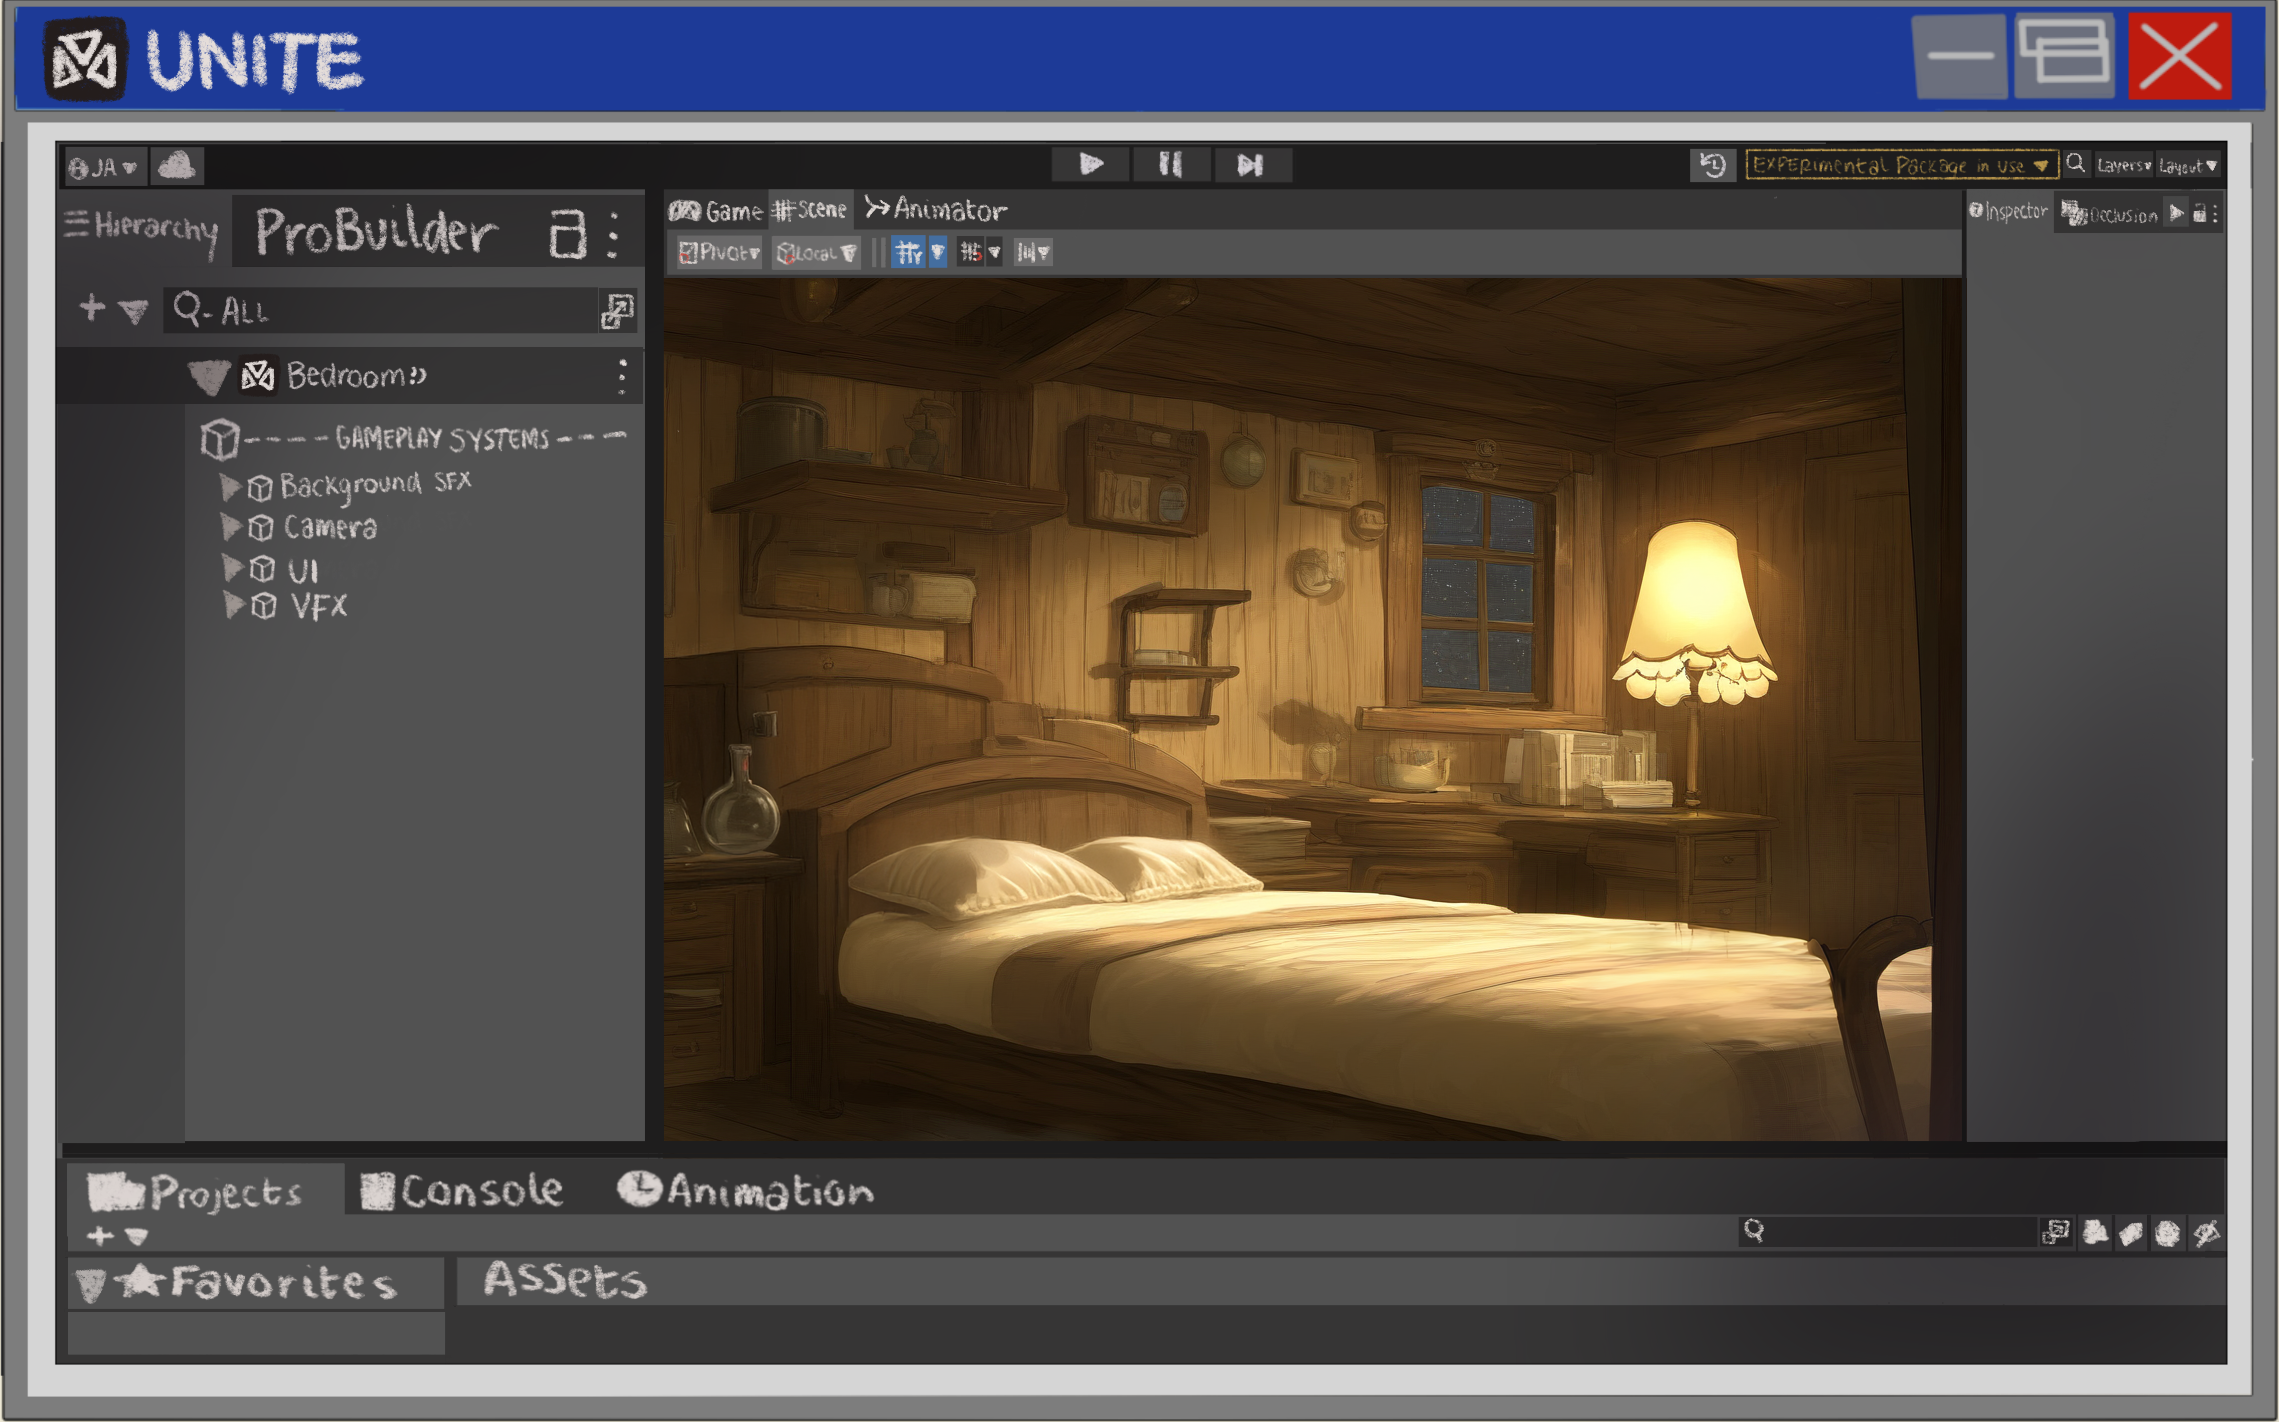 UNITE
JA
EXPERimental Package in use
Layers
Layout
Hierarchy
ProBuilder
Game
Scene
Animator
Inspector
Occlusion
Pivot
Local
ALL
Bedroom:)
---- GAMEPLAY SYSTEMS ---
Background SFX
Camera
UI
VFX
Projects
Console
Animation
Favorites
Assets